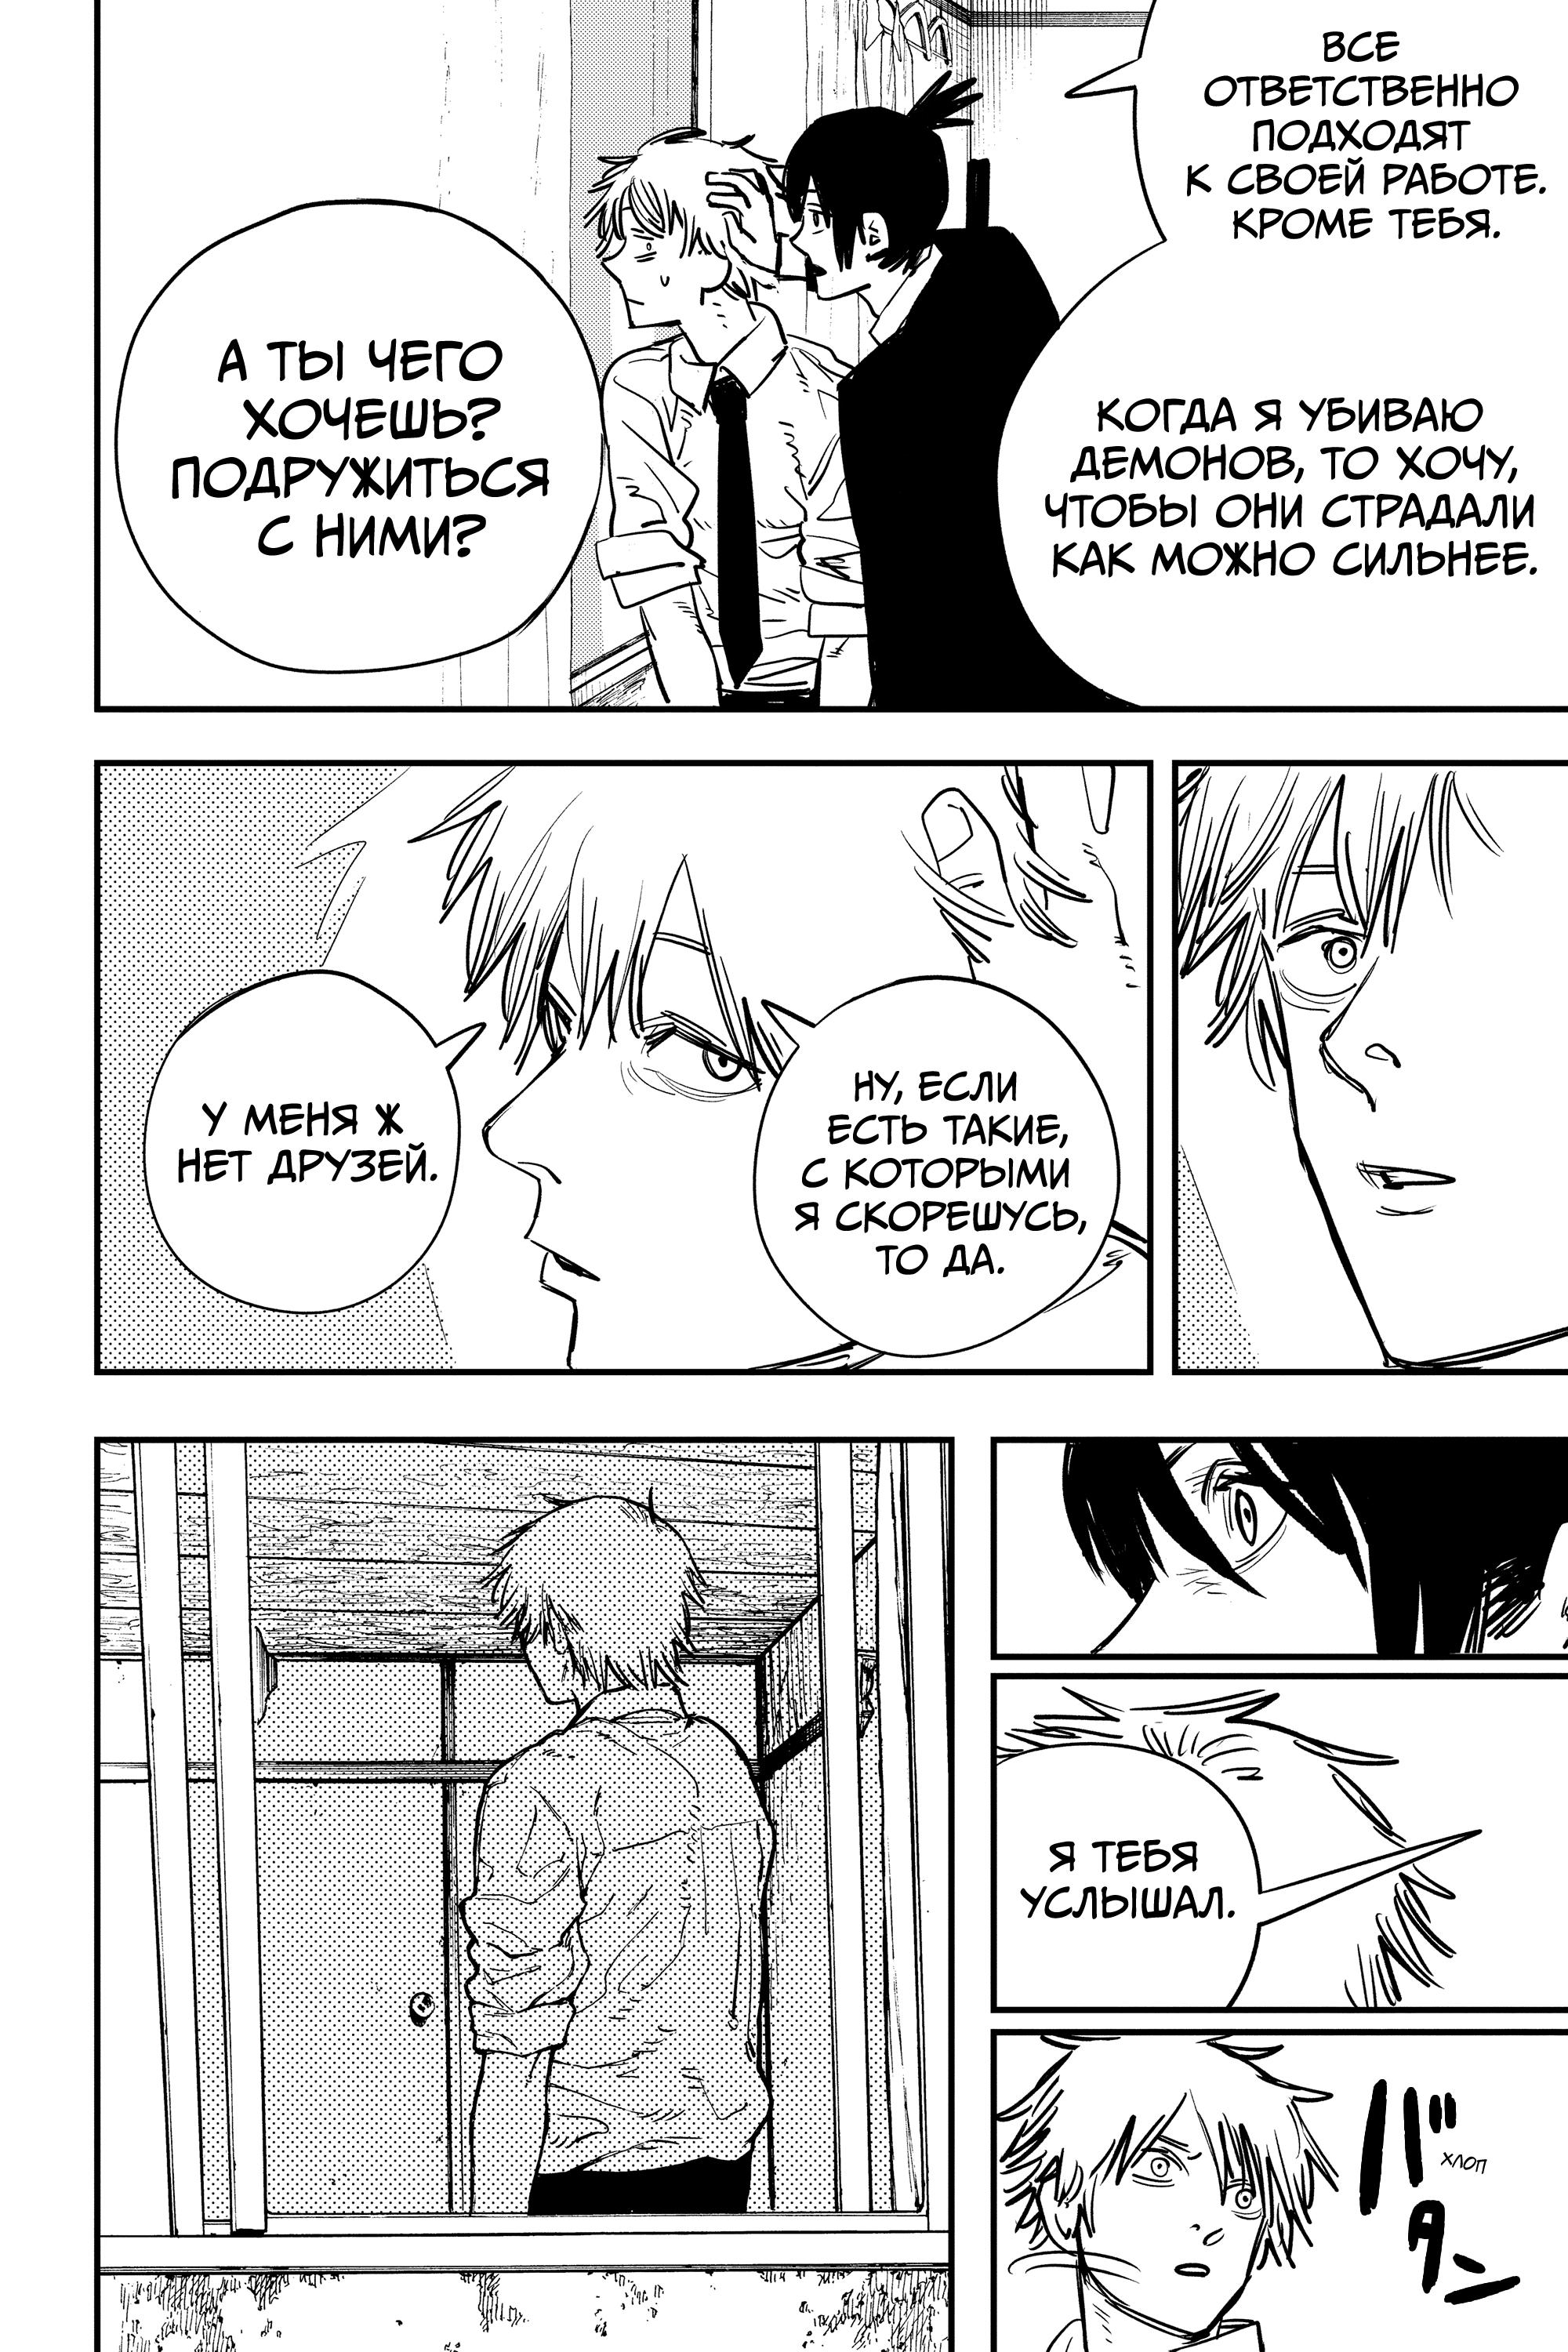 ВСЕ
ОТВЕТСТВЕННО
ПОДХОДЯТ
К СВОЕЙ РАБОТЕ.
КРОМЕ ТЕБЯ.
КОГДА Я УБИВАЮ
ДЕМОНОВ, ТО ХОЧУ,
ЧТОБЫ ОНИ СТРАДАЛИ
КАК МОЖНО СИЛЬНЕЕ.
А ТЫ ЧЕГО
ХОЧЕШЬ?
ПОДРУЖИТЬСЯ
С НИМИ?
НУ, ЕСЛИ
ЕСТЬ ТАКИЕ,
С КОТОРЫМИ
Я СКОРЕШУСЬ,
ТО ДА.
У МЕНЯ Ж
НЕТ ДРУЗЕЙ.
Я ТЕБЯ
УСЛЫШАЛ.
バタン
ХЛОП